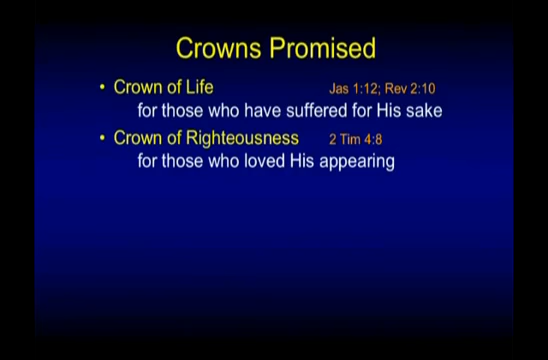 Crowns Promised
• Crown of Life Jas 1:12; Rev 2:10
for those who have suffered for His sake
• Crown of Righteousness 2 Tim 4:8
for those who loved His appearing